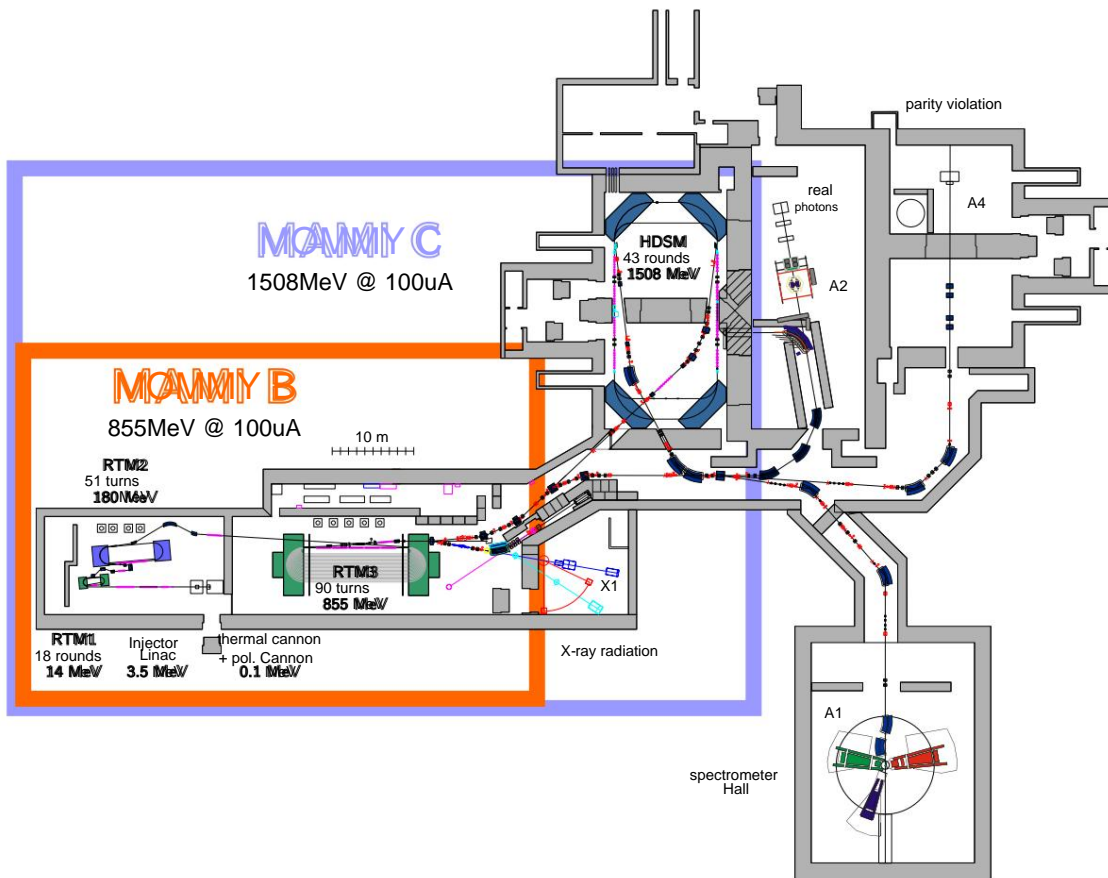 parity violation
real
photons
A4
HDSM
43 rounds
1508 MeV
A2
C
1508MeV @ 100uA
B
855MeV @ 100uA
10 m
RTM2
51 turns
180 MeV
RTM3
90 turns
855 MeV
X1
RTM1
18 rounds
14 MeV
Injector
Linac
3.5 MeV
thermal cannon
+ pol. Cannon
0.1 MeV
X-ray radiation
A1
spectrometer
Hall